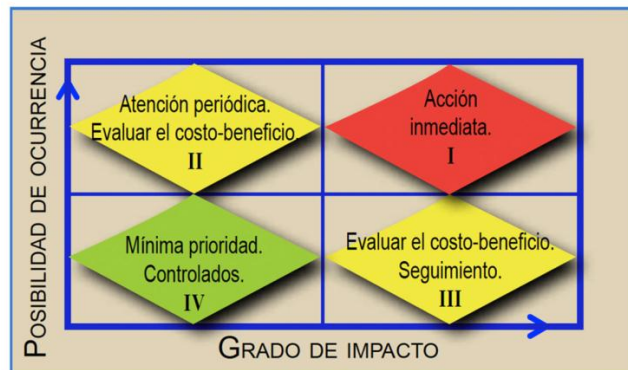 POSIBILIDAD DE OCURRENCIA
Atención periódica.
Evaluar el costo-beneficio.
II
Acción
inmediata.
I
Mínima prioridad.
Controlados.
IV
Evaluar el costo-beneficio.
Seguimiento.
III
GRADO DE IMPACTO